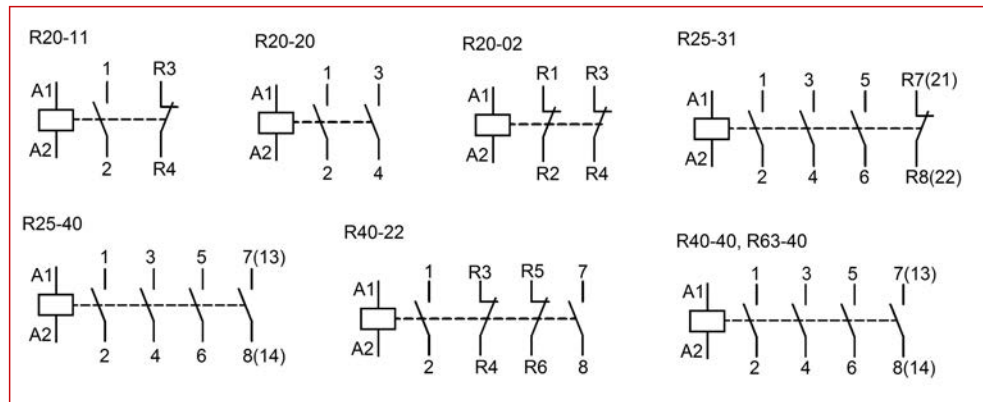 R20-11
1 R3
A1
A2
2 R4
R20-20
1 3
A1
A2
2 4
R20-02
R1 R3
A1
A2
R2 R4
R25-31
1 3 5 R7(21)
A1
A2
2 4 6 R8(22)
R25-40
1 3 5 7(13)
A1
A2
2 4 6 8(14)
R40-22
1 R3 R5 7
A1
A2
2 R4 R6 8
R40-40, R63-40
1 3 5 7(13)
A1
A2
2 4 6 8(14)